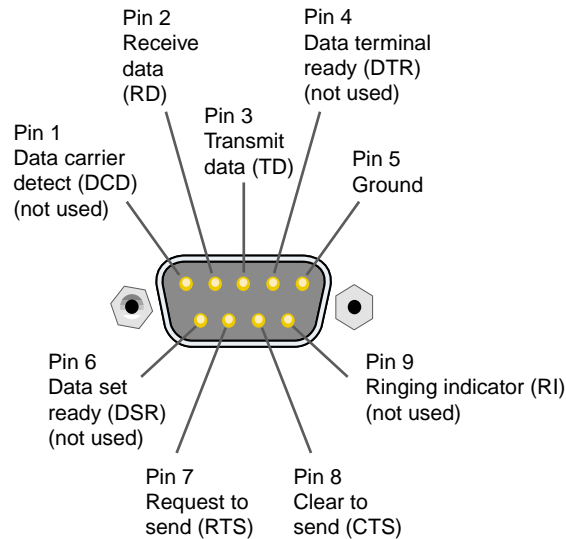 Pin 1
Data carrier
detect (DCD)
(not used)
Pin 2
Receive
data
(RD)
Pin 3
Transmit
data (TD)
Pin 4
Data terminal
ready (DTR)
(not used)
Pin 5
Ground
Pin 6
Data set
ready (DSR)
(not used)
Pin 7
Request to
send (RTS)
Pin 8
Clear to
send (CTS)
Pin 9
Ringing indicator (RI)
(not used)